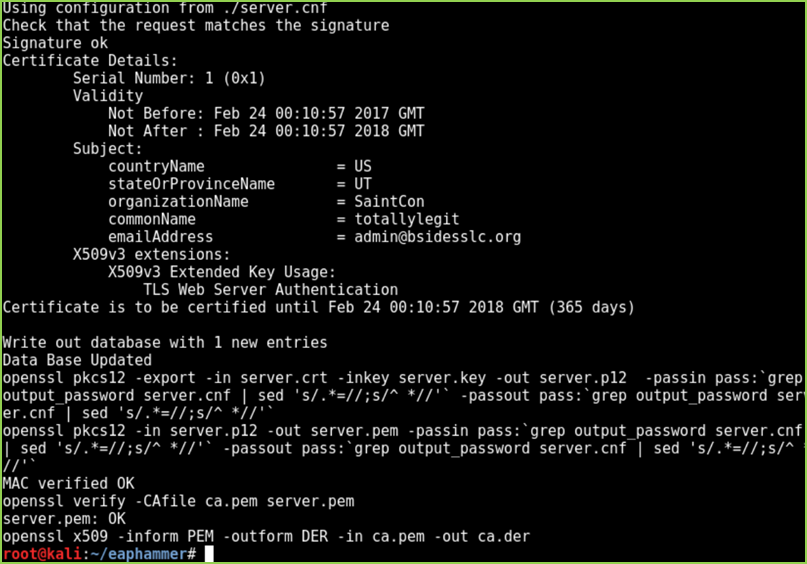 Using configuration from ./server.cnf
Check that the request matches the signature
Signature ok
Certificate Details:
        Serial Number: 1 (0x1)
        Validity
            Not Before: Feb 24 00:10:57 2017 GMT
            Not After : Feb 24 00:10:57 2018 GMT
        Subject:
            countryName               = US
            stateOrProvinceName       = UT
            organizationName          = SaintCon
            commonName                = totallylegit
            emailAddress              = admin@bsidesslc.org
        X509v3 extensions:
            X509v3 Extended Key Usage:
                TLS Web Server Authentication
Certificate is to be certified until Feb 24 00:10:57 2018 GMT (365 days)

Write out database with 1 new entries
Data Base Updated
openssl pkcs12 -export -in server.crt -inkey server.key -out server.p12  -passin pass:`grep
output_password server.cnf | sed 's/.*=//;s/^ *//'` -passout pass:`grep output_password serv
er.cnf | sed 's/.*=//;s/^ *//'`
openssl pkcs12 -in server.p12 -out server.pem -passin pass:`grep output_password server.cnf
| sed 's/.*=//;s/^ *//'` -passout pass:`grep output_password server.cnf | sed 's/.*=//;s/^ *
//'`
MAC verified OK
openssl verify -CAfile ca.pem server.pem
server.pem: OK
openssl x509 -inform PEM -outform DER -in ca.pem -out ca.der
root@kali:~/eaphammer#